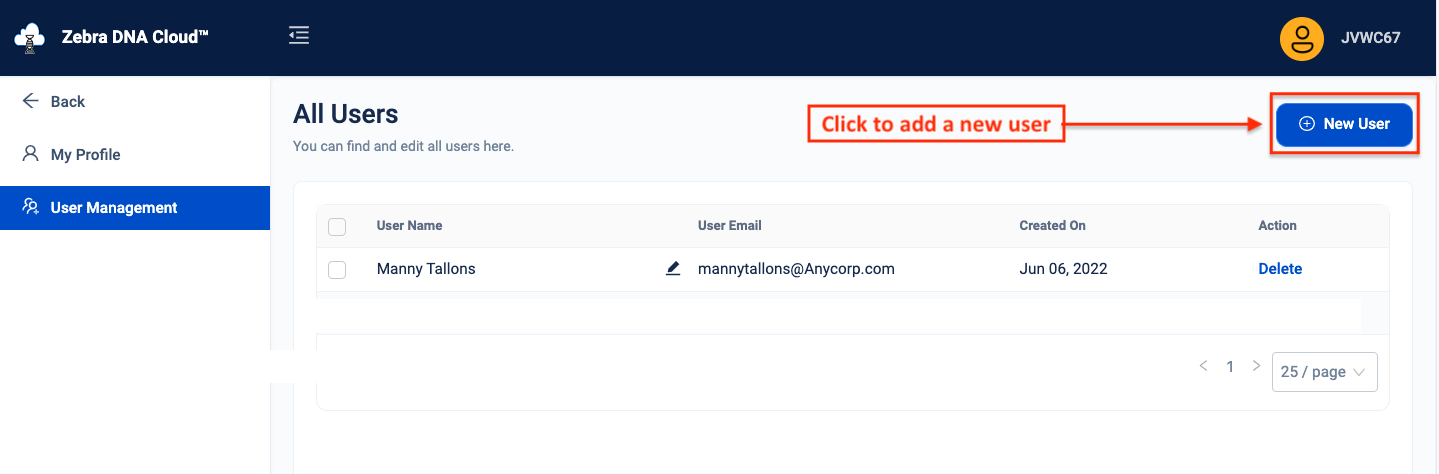 Zebra DNA Cloud™
JVWC67
Back
My Profile
User Management
All Users
You can find and edit all users here.
Click to add a new user
New User
User Name User Email Created On Action
Manny Tallons mannytallons@Anycorp.com Jun 06, 2022 Delete
1 25 / page